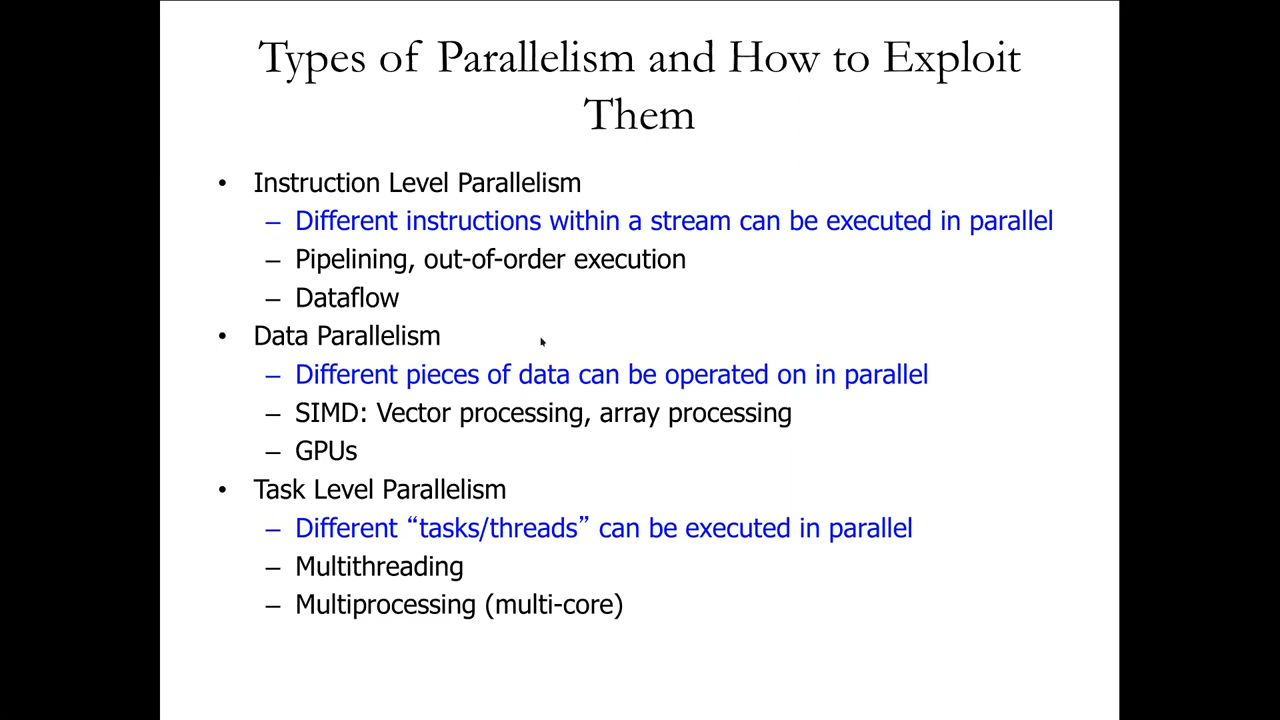 Types of Parallelism and How to Exploit
Them
• Instruction Level Parallelism
– Different instructions within a stream can be executed in parallel
– Pipelining, out-of-order execution
– Dataflow
• Data Parallelism
– Different pieces of data can be operated on in parallel
– SIMD: Vector processing, array processing
– GPUs
• Task Level Parallelism
– Different “tasks/threads” can be executed in parallel
– Multithreading
– Multiprocessing (multi-core)